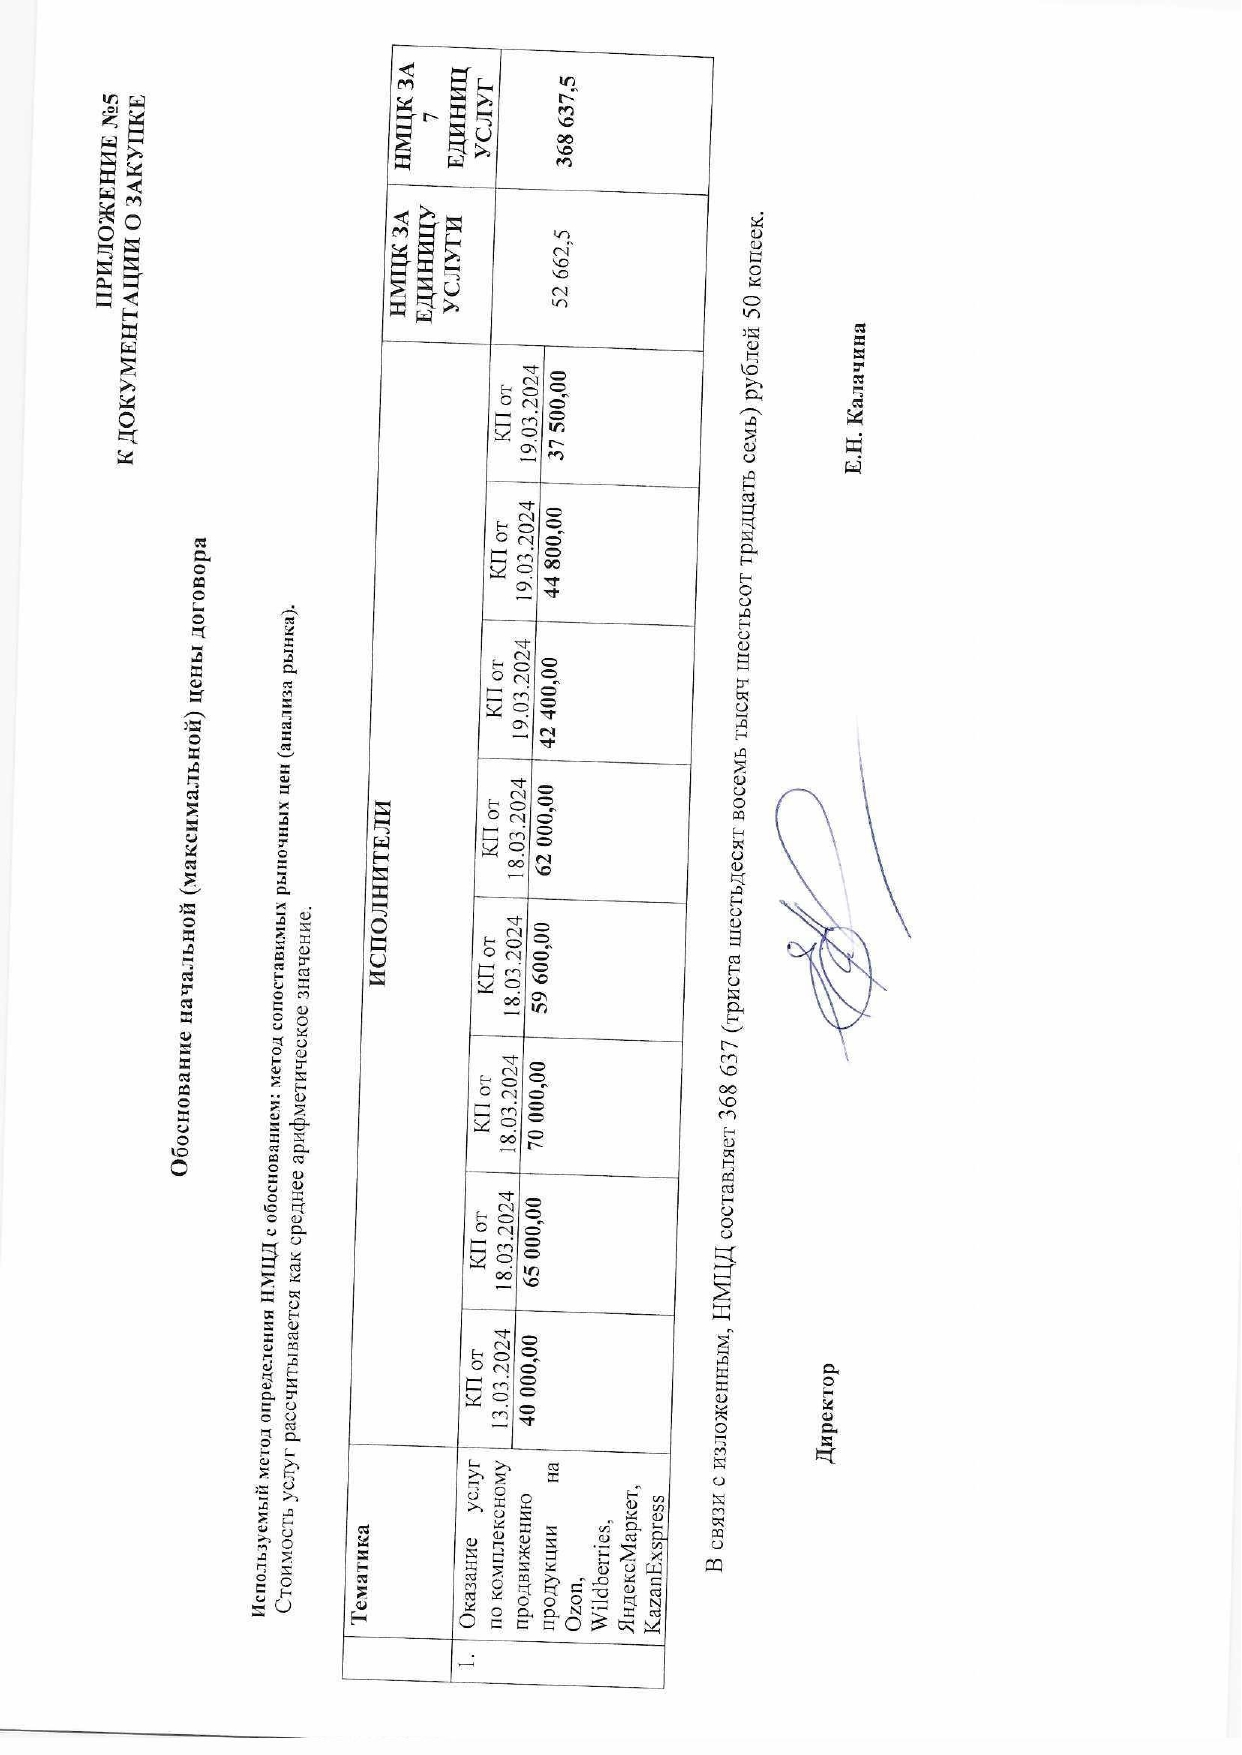 ПРИЛОЖЕНИЕ №5
К ДОКУМЕНТАЦИИ О ЗАКУПКЕ
Обоснование начальной (максимальной) цены договора
Используемый метод определения НМЦД с обоснованием: метод сопоставимых рыночных цен (анализа рынка).
Стоимость услуг рассчитывается как среднее арифметическое значение.
Тематика
ИСПОЛНИТЕЛИ
НМЦК ЗА
ЕДИНИЦУ
УСЛУГИ
НМЦК ЗА
7
ЕДИНИЦ
УСЛУГ
1.
Оказание услуг
по комплексному
продвижению
продукции на
Ozon,
Wildberries,
ЯндексМаркет,
KazanExspress
КП от
13.03.2024
40 000,00
КП от
18.03.2024
65 000,00
КП от
18.03.2024
70 000,00
КП от
18.03.2024
59 600,00
КП от
18.03.2024
62 000,00
КП от
19.03.2024
42 400,00
КП от
19.03.2024
44 800,00
КП от
19.03.2024
37 500,00
52 662,5
368 637,5
В связи с изложенным, НМЦД составляет 368 637 (триста шестьдесят восемь тысяч шестьсот тридцать семь) рублей 50 копеек.
Директор Е.Н. Калачина